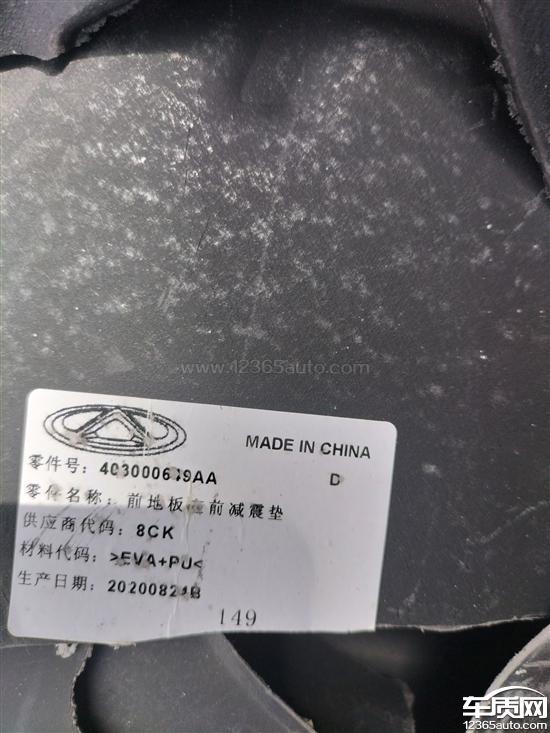 www.12365auto.com
MADE IN CHINA
零件号: 403000649AA D
零件名称: 前地板 前减震垫
供应商代码: 8CK
材料代码: >EVA+PU<
生产日期: 20200824B
149
车质网
12365auto.com